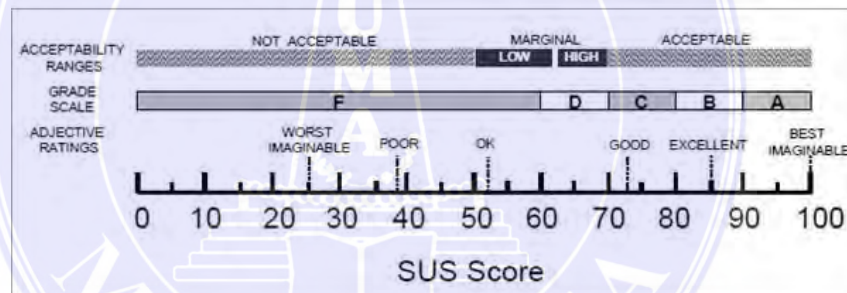 NOT ACCEPTABLE MARGINAL ACCEPTABLE
ACCEPTABILITY
RANGES
LOW HIGH
GRADE
SCALE
F D C B A
ADJECTIVE
RATINGS
WORST
IMAGINABLE
POOR OK GOOD EXCELLENT
BEST
IMAGINABLE
0 10 20 30 40 50 60 70 80 90 100
SUS Score